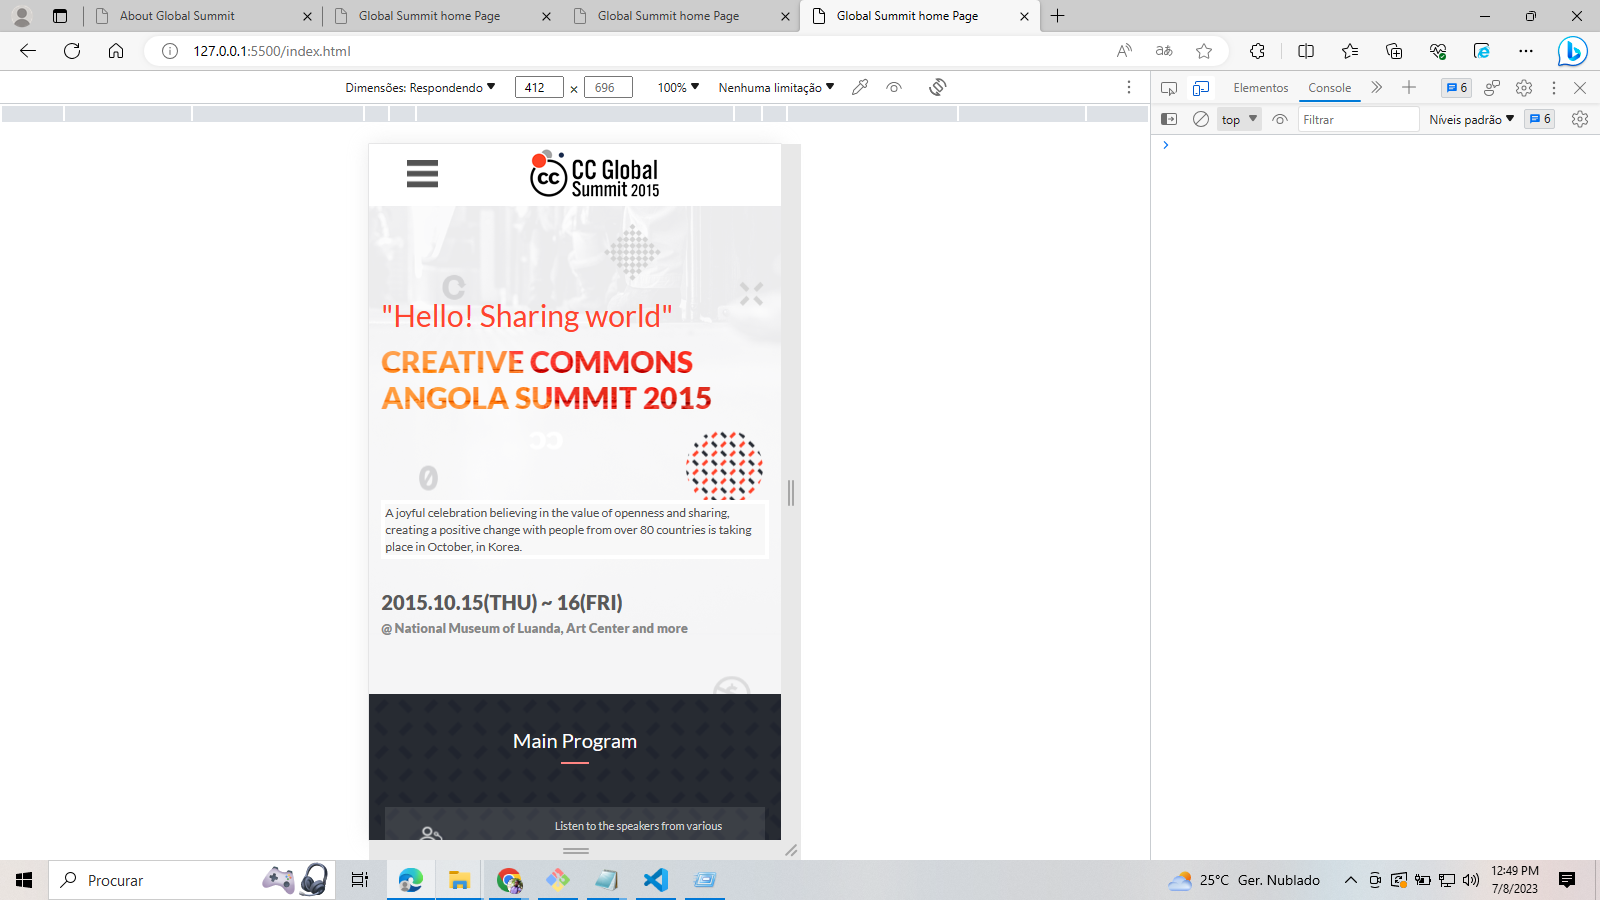 About Global Summit
Global Summit home Page
Global Summit home Page
Global Summit home Page
127.0.0.1:5500/index.html
Dimensões: Respondendo
412 × 696
100%
Nenhuma limitação
Elementos
Console
6
top
Filtrar
Níveis padrão
6
cc
CC Global
Summit 2015
C
"Hello! Sharing world"
CREATIVE COMMONS
ANGOLA SUMMIT 2015
0
A joyful celebration believing in the value of openness and sharing,
creating a positive change with people from over 80 countries is taking
place in October, in Korea.
2015.10.15(THU) ~ 16(FRI)
@ National Museum of Luanda, Art Center and more
Main Program
Listen to the speakers from various
Procurar
25°C Ger. Nublado
12:49 PM
7/8/2023